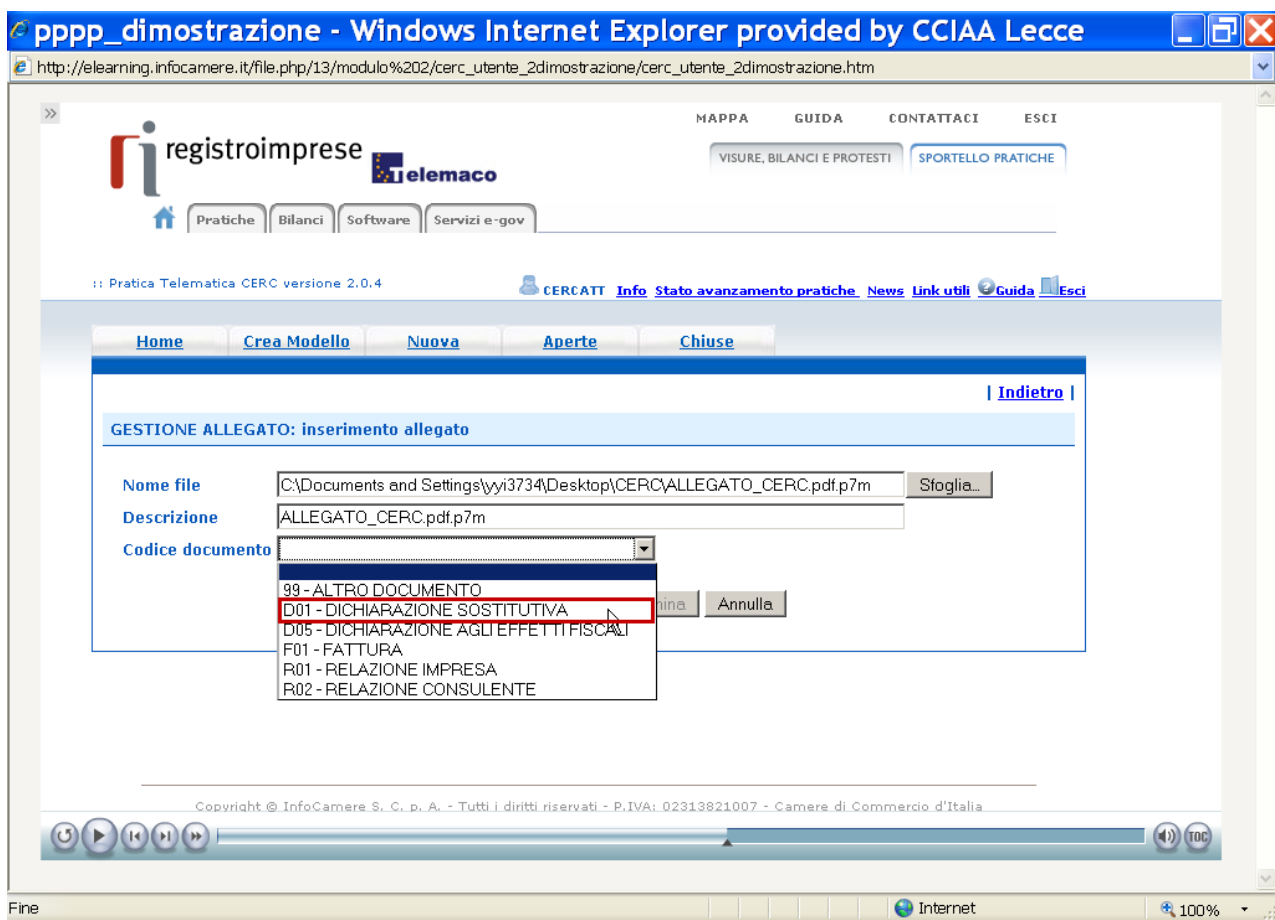 pppp_dimostrazione - Windows Internet Explorer provided by CCIAA Lecce
http://elearning.infocamere.it/file.php/13/modulo%202/cerc_utente_2dimostrazione/cerc_utente_2dimostrazione.htm
MAPPA GUIDA CONTATTACI ESCI
registroimprese
Telemaco
VISURE, BILANCI E PROTESTI SPORTELLO PRATICHE
Pratiche Bilanci Software Servizi e-gov
:: Pratica Telematica CERC versione 2.0.4
CERCATT Info Stato avanzamento pratiche News Link utili Guida Esci
Home Crea Modello Nuova Aperte Chiuse
| Indietro |
GESTIONE ALLEGATO: inserimento allegato
Nome file C:\Documents and Settings\yyi3734\Desktop\CERC\ALLEGATO_CERC.pdf.p7m Sfoglia...
Descrizione ALLEGATO_CERC.pdf.p7m
Codice documento
99 - ALTRO DOCUMENTO
D01 - DICHIARAZIONE SOSTITUTIVA
Annulla
D05 - DICHIARAZIONE AGLI EFFETTI FISCALI
F01 - FATTURA
R01 - RELAZIONE IMPRESA
R02 - RELAZIONE CONSULENTE
Copyright © InfoCamere S. C. p. A. - Tutti i diritti riservati - P.IVA: 02313821007 - Camere di Commercio d'Italia
TOC
Fine Internet 100%